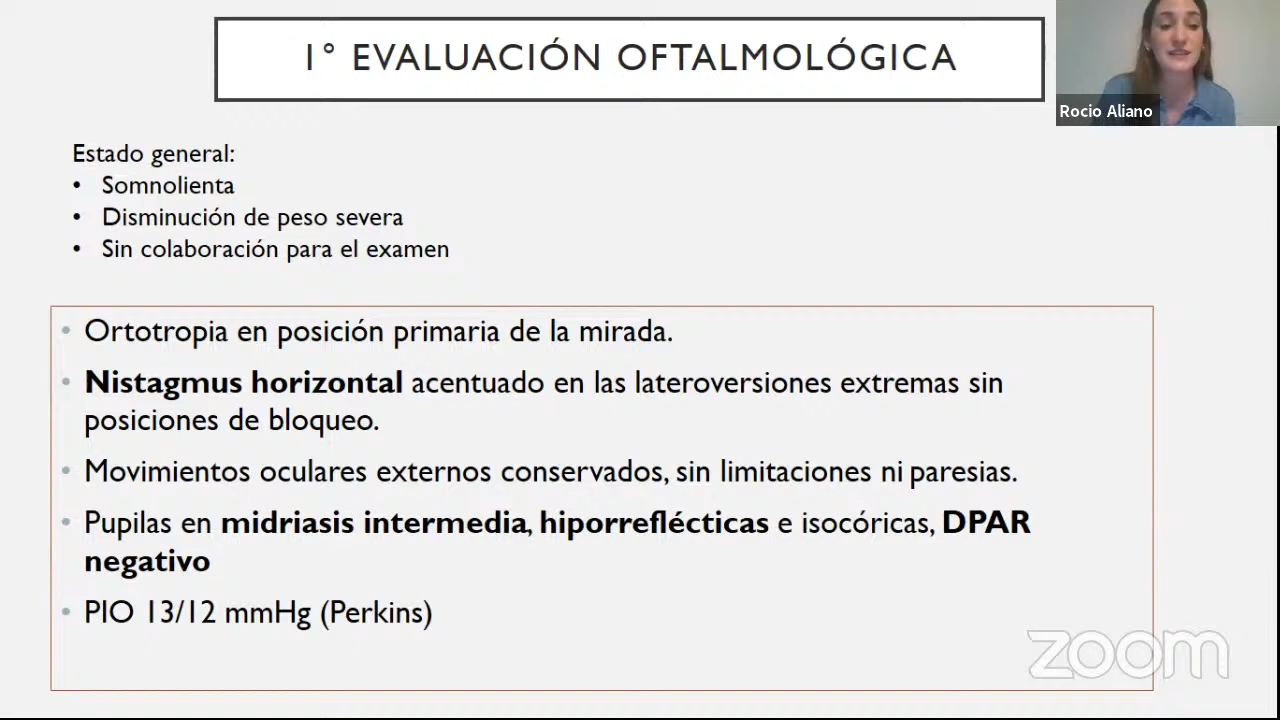 1° EVALUACIÓN OFTALMOLÓGICA
Rocio Aliano
Estado general:
• Somnolienta
• Disminución de peso severa
• Sin colaboración para el examen
• Ortotropia en posición primaria de la mirada.
• Nistagmus horizontal acentuado en las lateroversiones extremas sin
posiciones de bloqueo.
• Movimientos oculares externos conservados, sin limitaciones ni paresias.
• Pupilas en midriasis intermedia, hiporreflécticas e isocóricas, DPAR
negativo
• PIO 13/12 mmHg (Perkins)
zoom